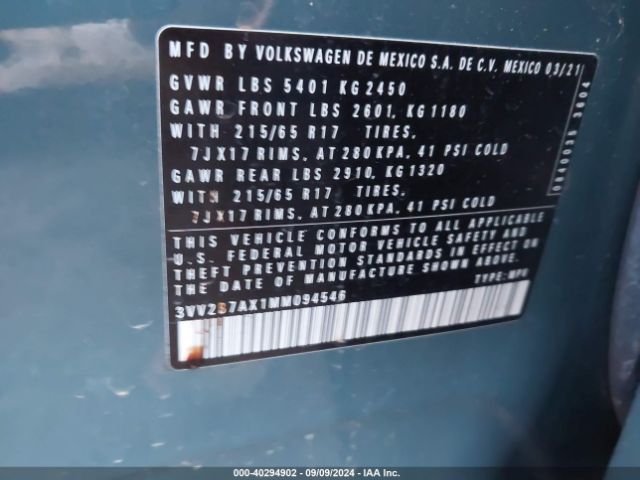 MFD BY VOLKSWAGEN DE MEXICO S.A. DE C.V. MEXICO 03/21
GVWR LBS 5401 KG 2450
GAWR FRONT LBS 2601, KG 1180
WITH 215/65 R17 TIRES,
7JX17 RIMS, AT 280 KPA, 41 PSI COLD
GAWR REAR LBS 2910, KG 1320
WITH 215/65 R17 TIRES,
7JX17 RIMS, AT 280 KPA, 41 PSI COLD
THIS VEHICLE CONFORMS TO ALL APPLICABLE
U.S. FEDERAL MOTOR VEHICLE SAFETY AND
THEFT PREVENTION STANDARDS IN EFFECT ON
THE DATE OF MANUFACTURE SHOWN ABOVE.
3VV2B7AX1MM094546 TYPE: MPV
3604
000-40294902 - 09/09/2024 - IAA Inc.